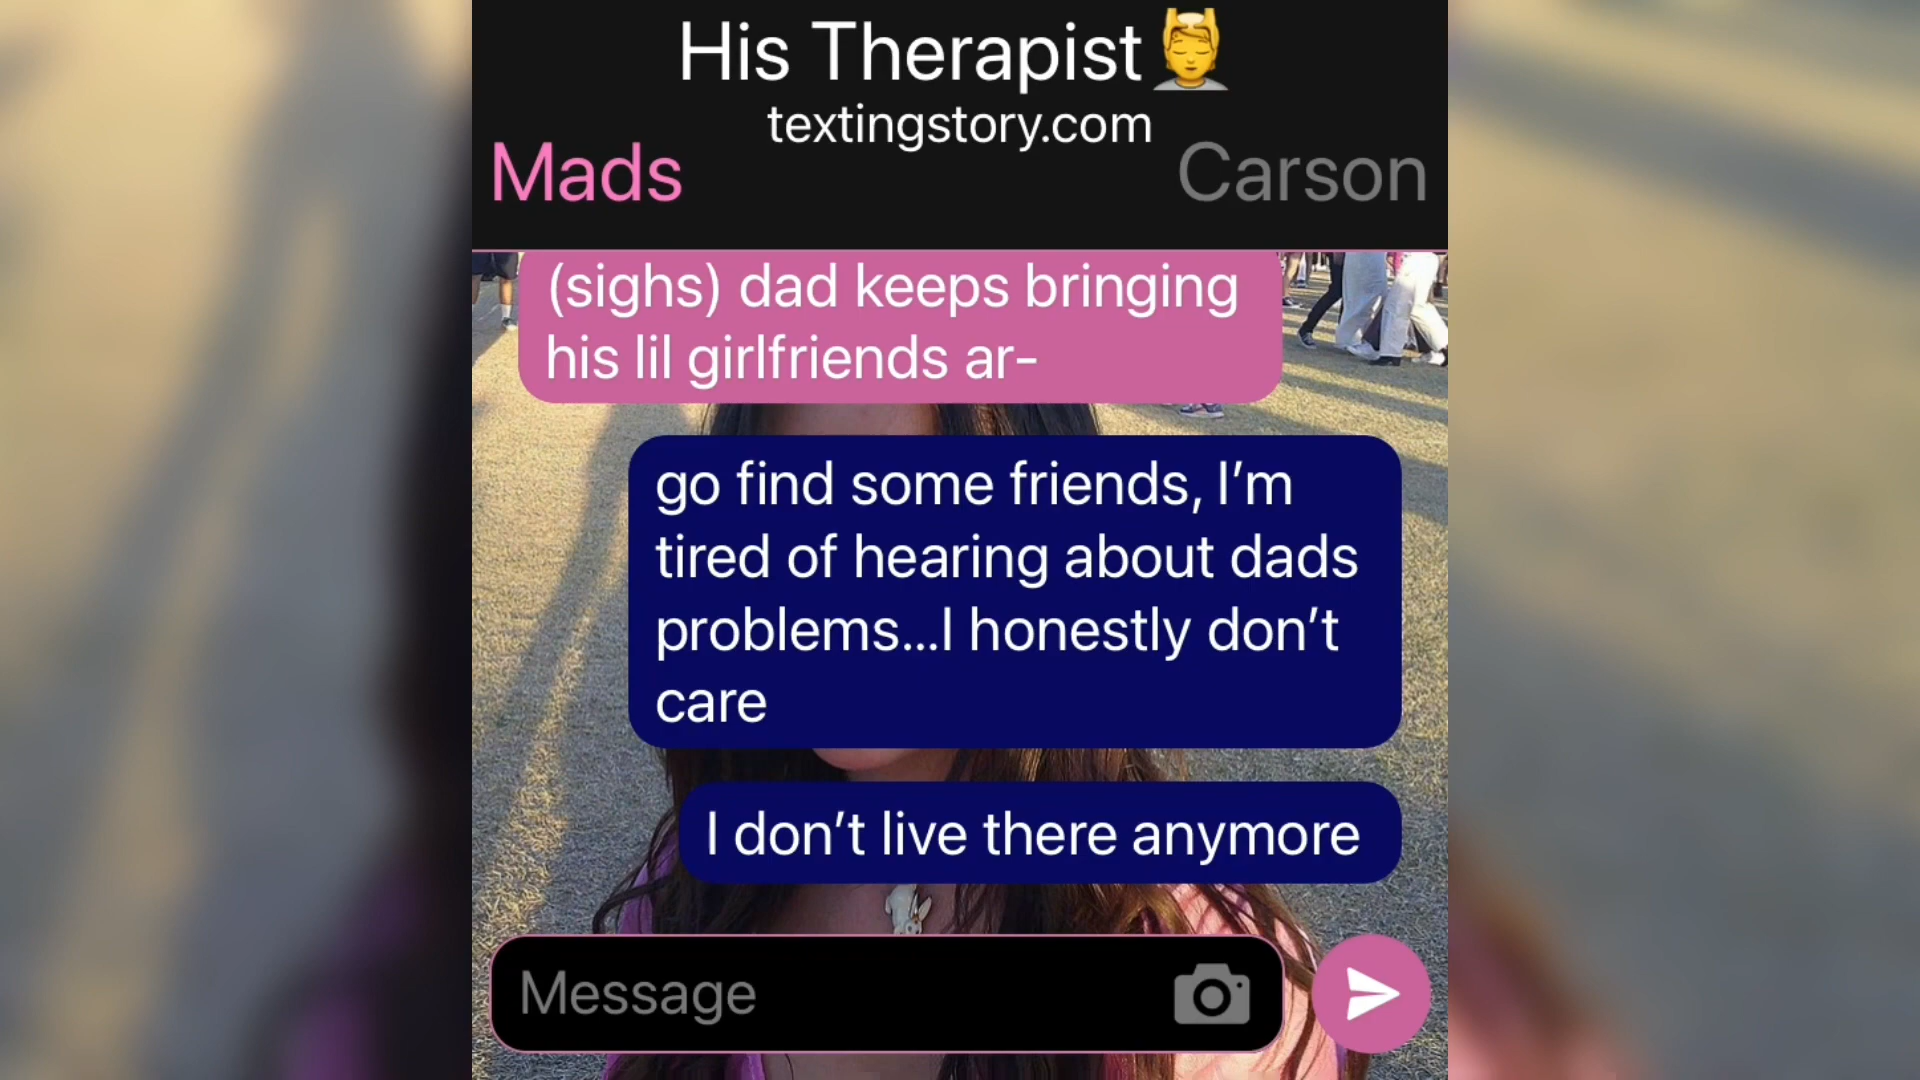 His Therapist
textingstory.com
Mads
Carson
(sighs) dad keeps bringing
his lil girlfriends ar-
go find some friends, I’m
tired of hearing about dads
problems...I honestly don’t
care
I don’t live there anymore
Message